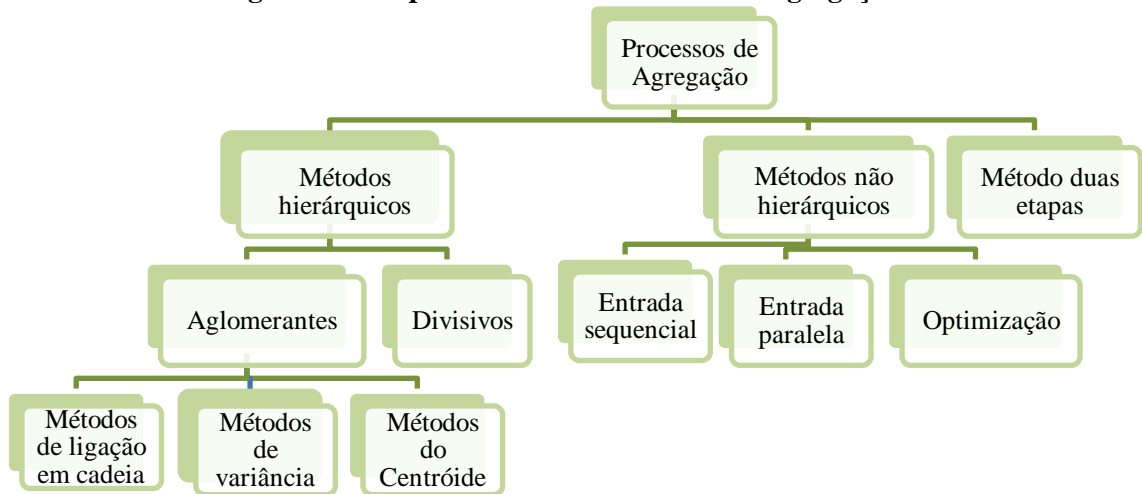 Processos de
Agregação
Métodos
hierárquicos
Métodos não
hierárquicos
Método duas
etapas
Aglomerantes
Divisivos
Entrada
sequencial
Entrada
paralela
Optimização
Métodos
de ligação
em cadeia
Métodos
de
variância
Métodos
do
Centróide